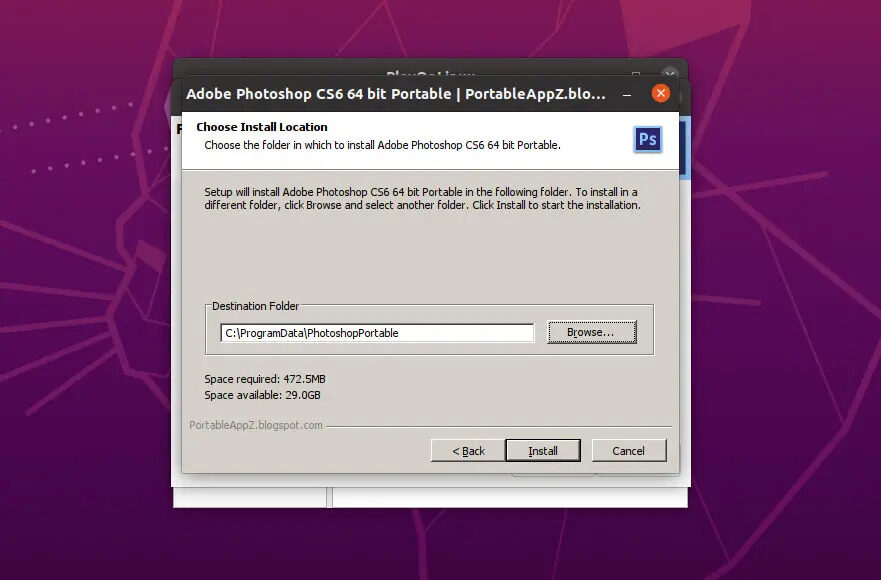 PlayOnLinux
Adobe Photoshop CS6 64 bit Portable | PortableAppZ.blo...
Choose Install Location
Choose the folder in which to install Adobe Photoshop CS6 64 bit Portable.
Ps
Setup will install Adobe Photoshop CS6 64 bit Portable in the following folder. To install in a
different folder, click Browse and select another folder. Click Install to start the installation.
Destination Folder
C:\ProgramData\PhotoshopPortable
Browse...
Space required: 472.5MB
Space available: 29.0GB
PortableAppZ.blogspot.com
< Back
Install
Cancel